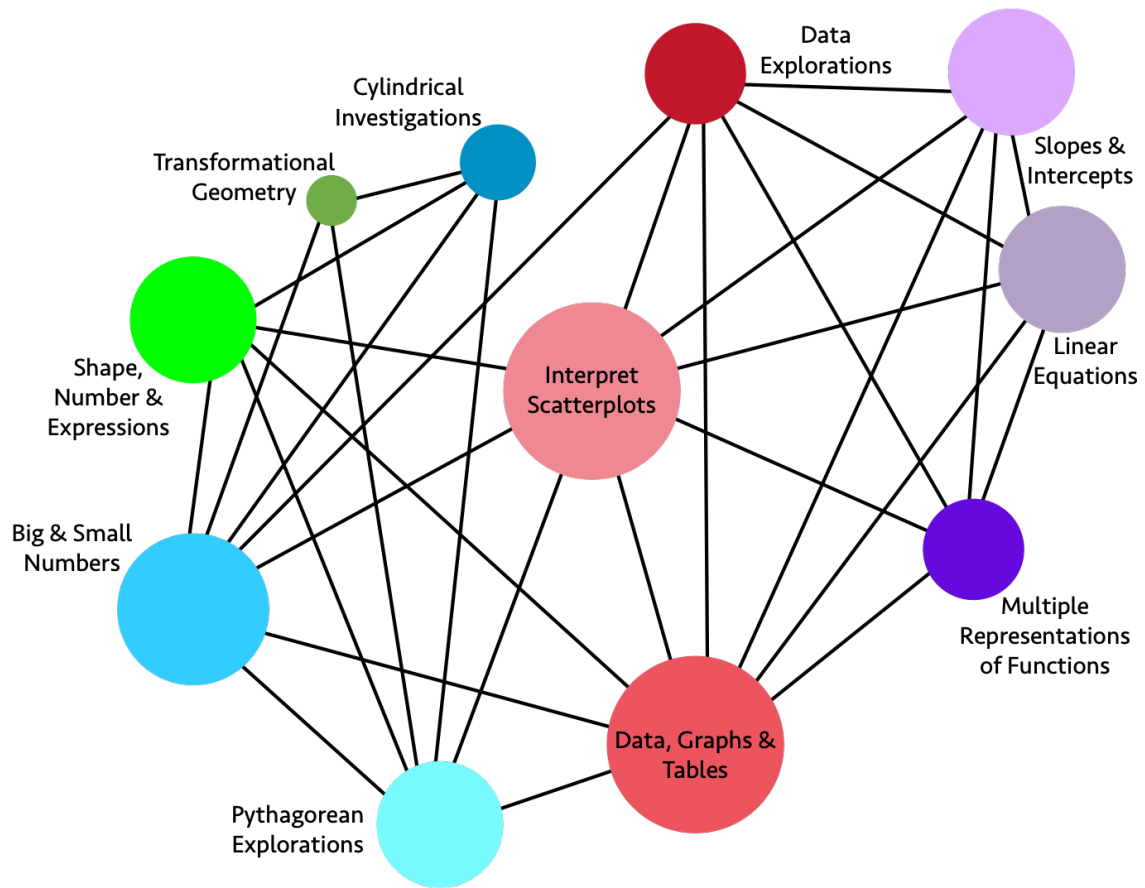 Data
Explorations
Cylindrical
Investigations
Slopes &
Intercepts
Transformational
Geometry
Linear
Equations
Shape,
Number &
Expressions
Interpret
Scatterplots
Big & Small
Numbers
Multiple
Representations
of Functions
Data, Graphs &
Tables
Pythagorean
Explorations